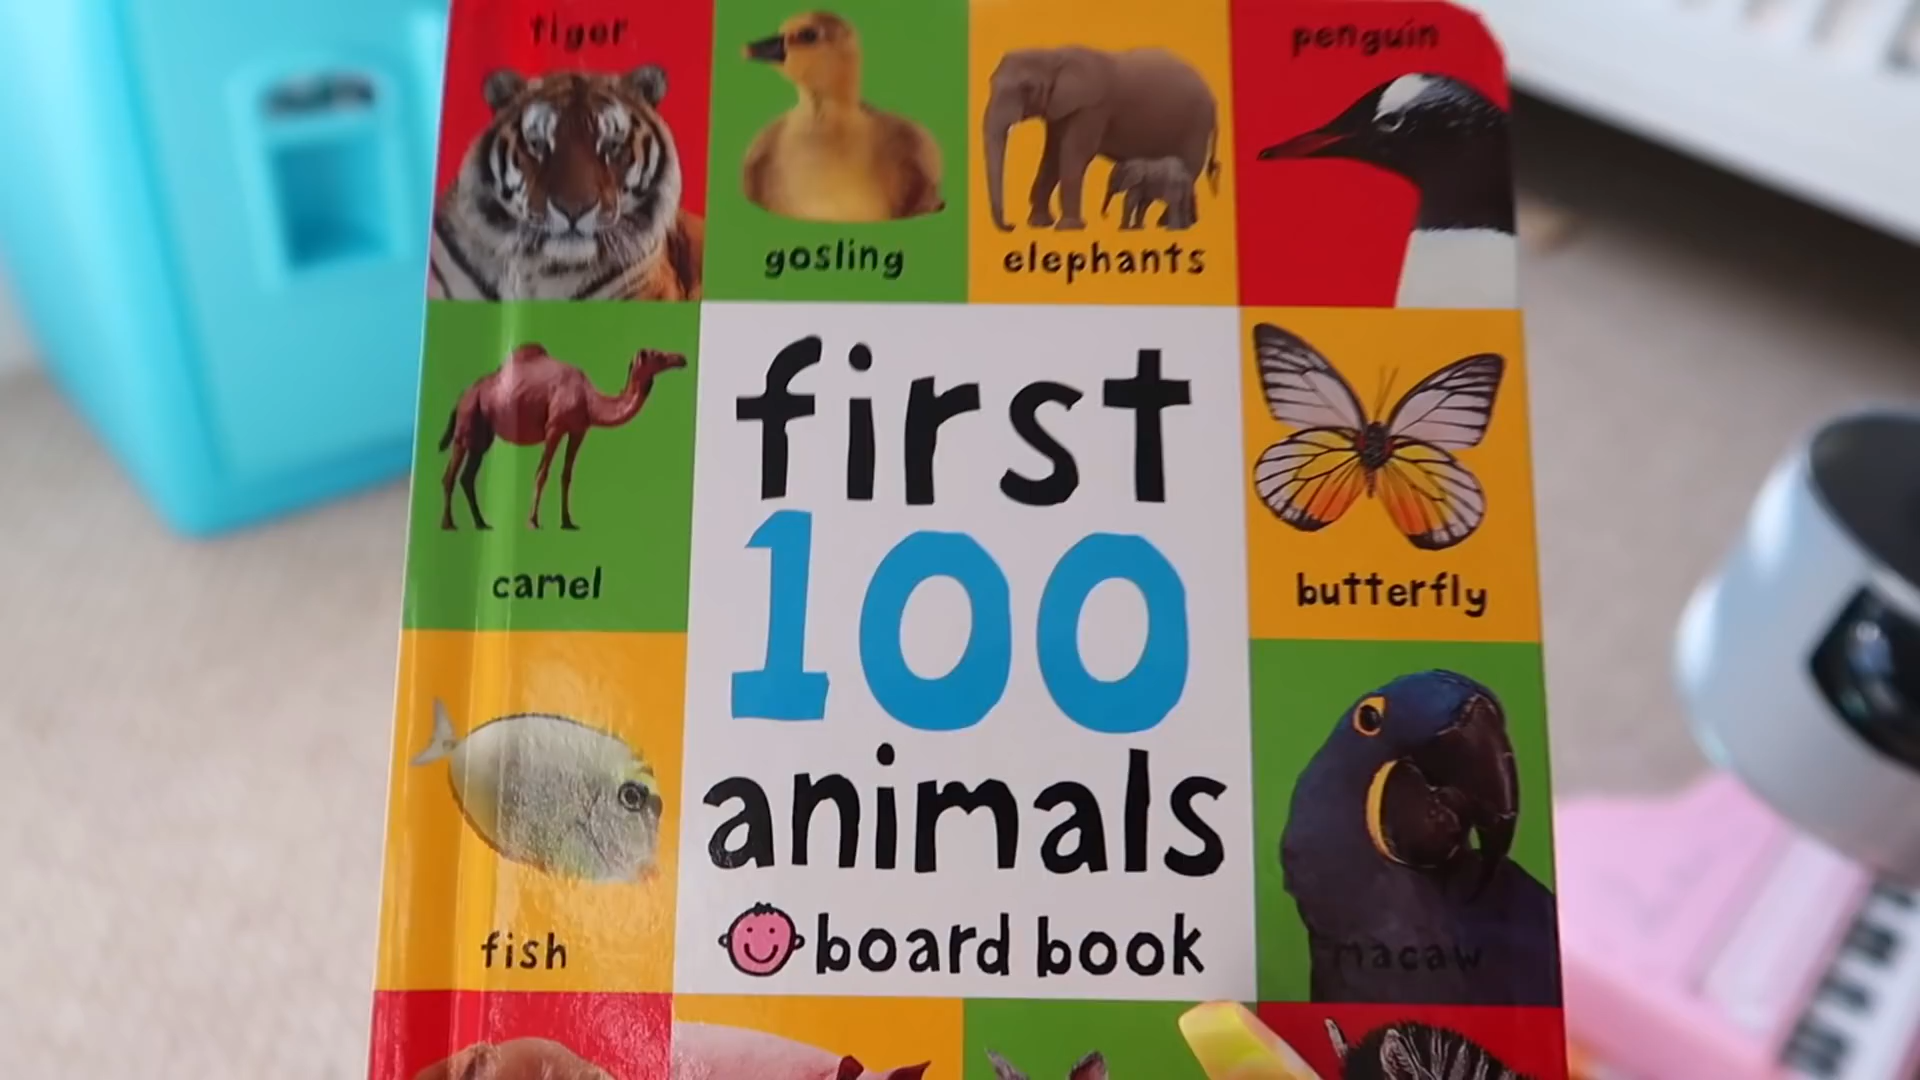 tiger
gosling
elephants
penguin
camel
butterfly
first
100
animals
board book
fish
macaw